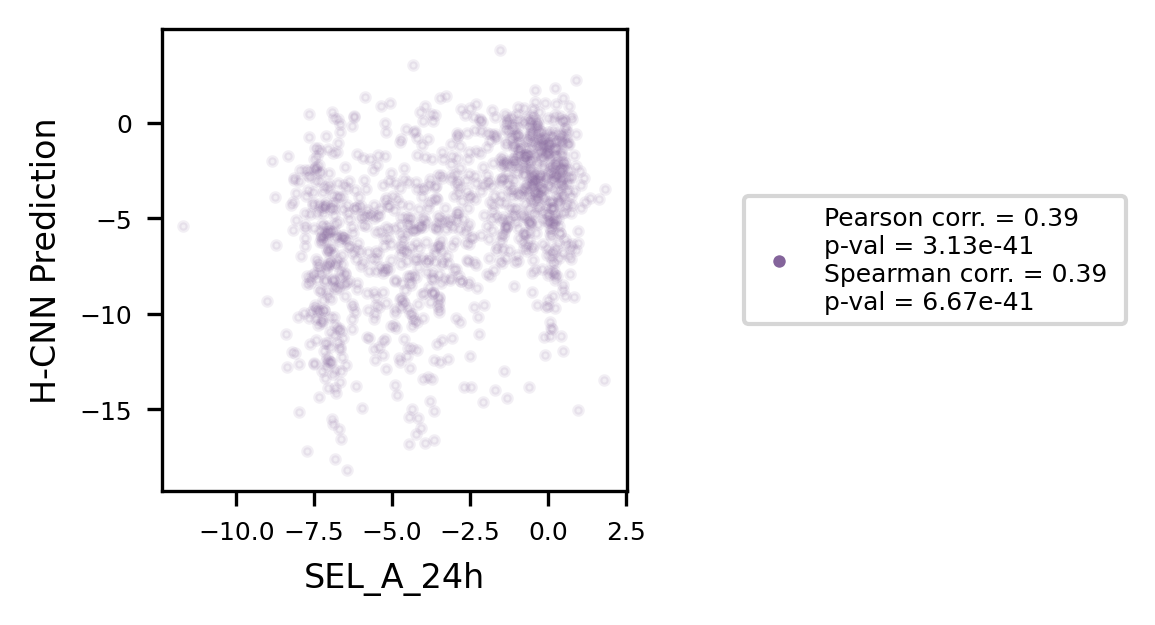 H-CNN Prediction
0
−5
−10
−15
−10.0 −7.5 −5.0 −2.5 0.0 2.5
SEL_A_24h
Pearson corr. = 0.39
p-val = 3.13e-41
Spearman corr. = 0.39
p-val = 6.67e-41